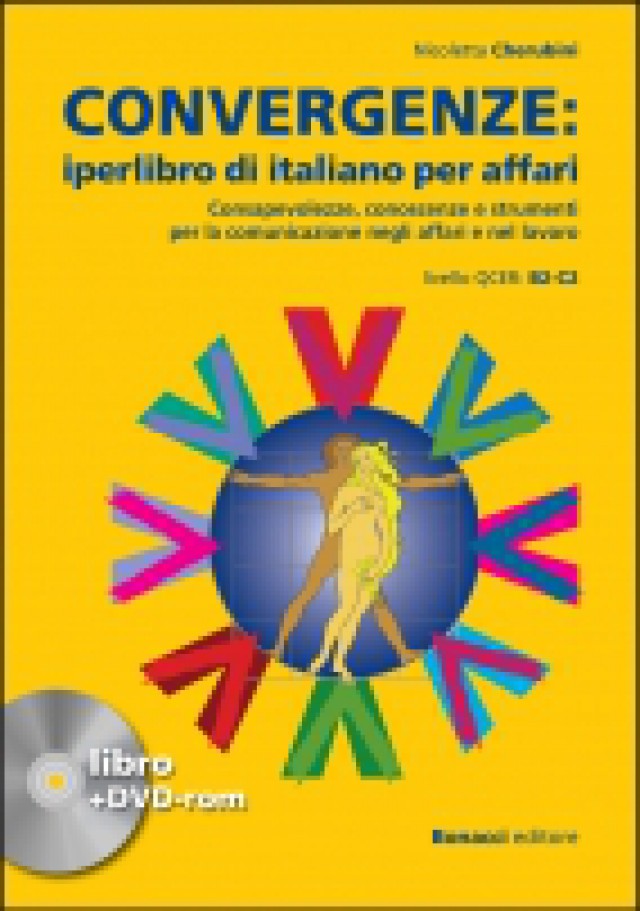 Nicoletta Cherubini
CONVERGENZE:
iperlibro di italiano per affari
Consapevolezze, conoscenze e strumenti
per la comunicazione negli affari e nel lavoro
livello QCER: B2-C2
libro
+DVD-rom
Bonacci editore